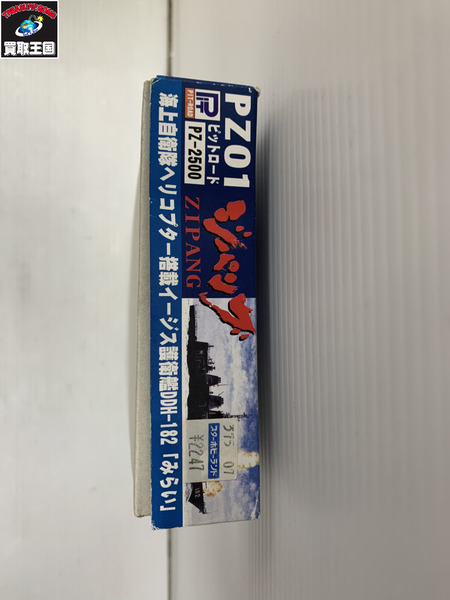 TREASURE
買取王国
PZ01
PIT-ROAD
ピットロード
PZ-2500
ジパング
ZIPANG
海上自衛隊ヘリコプター搭載イージス護衛艦DDH-182「みらい」
07
スターホビーランド
¥2247
182